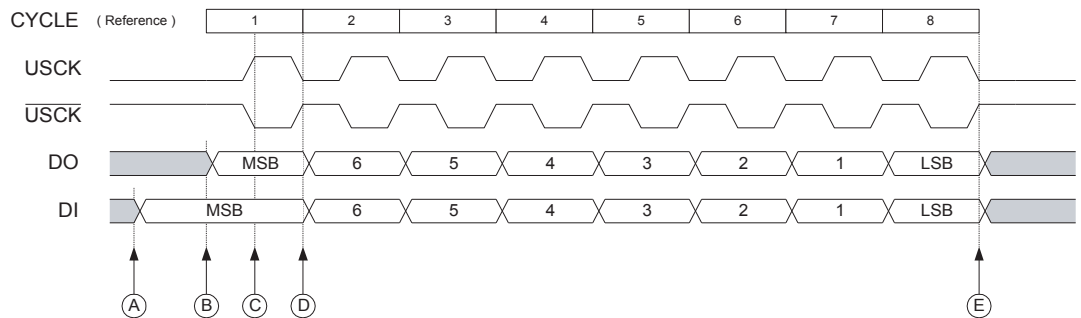 CYCLE ( Reference ) 1 2 3 4 5 6 7 8
USCK
USCK
DO MSB 6 5 4 3 2 1 LSB
DI MSB 6 5 4 3 2 1 LSB
A B C D E